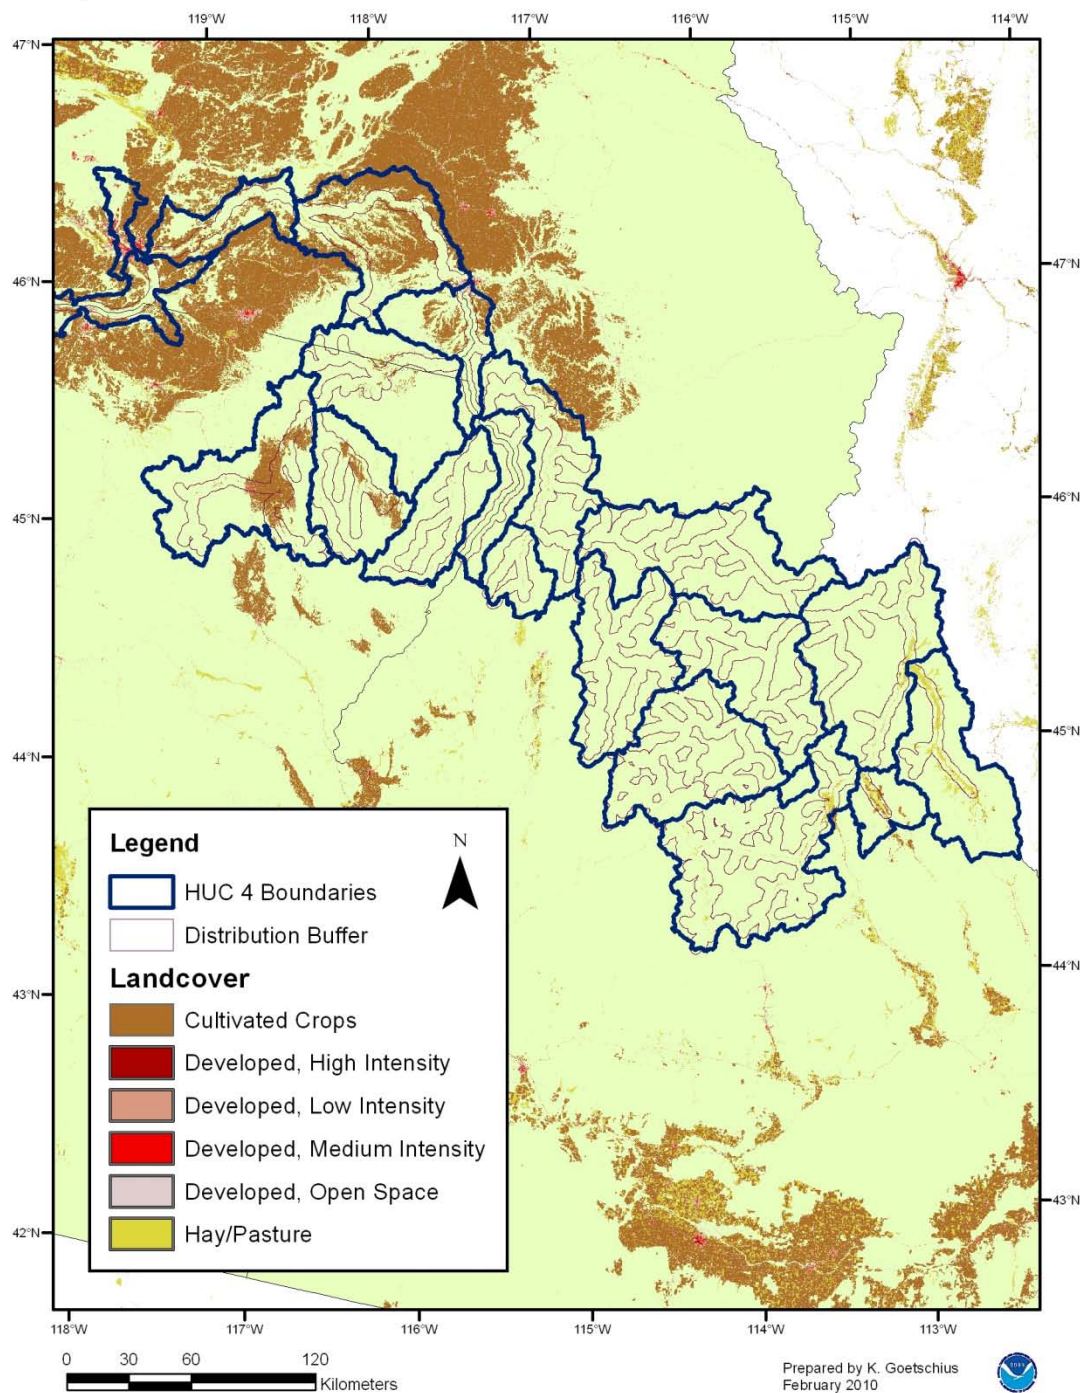 119°W 118°W 117°W 116°W 115°W 114°W
47°N
46°N
47°N
45°N
46°N
44°N
45°N
43°N
44°N
42°N
43°N
Legend
N
HUC 4 Boundaries
Distribution Buffer
Landcover
Cultivated Crops
Developed, High Intensity
Developed, Low Intensity
Developed, Medium Intensity
Developed, Open Space
Hay/Pasture
118°W 117°W 116°W 115°W 114°W 113°W
0 30 60 120
Kilometers
Prepared by K. Goetschius
February 2010